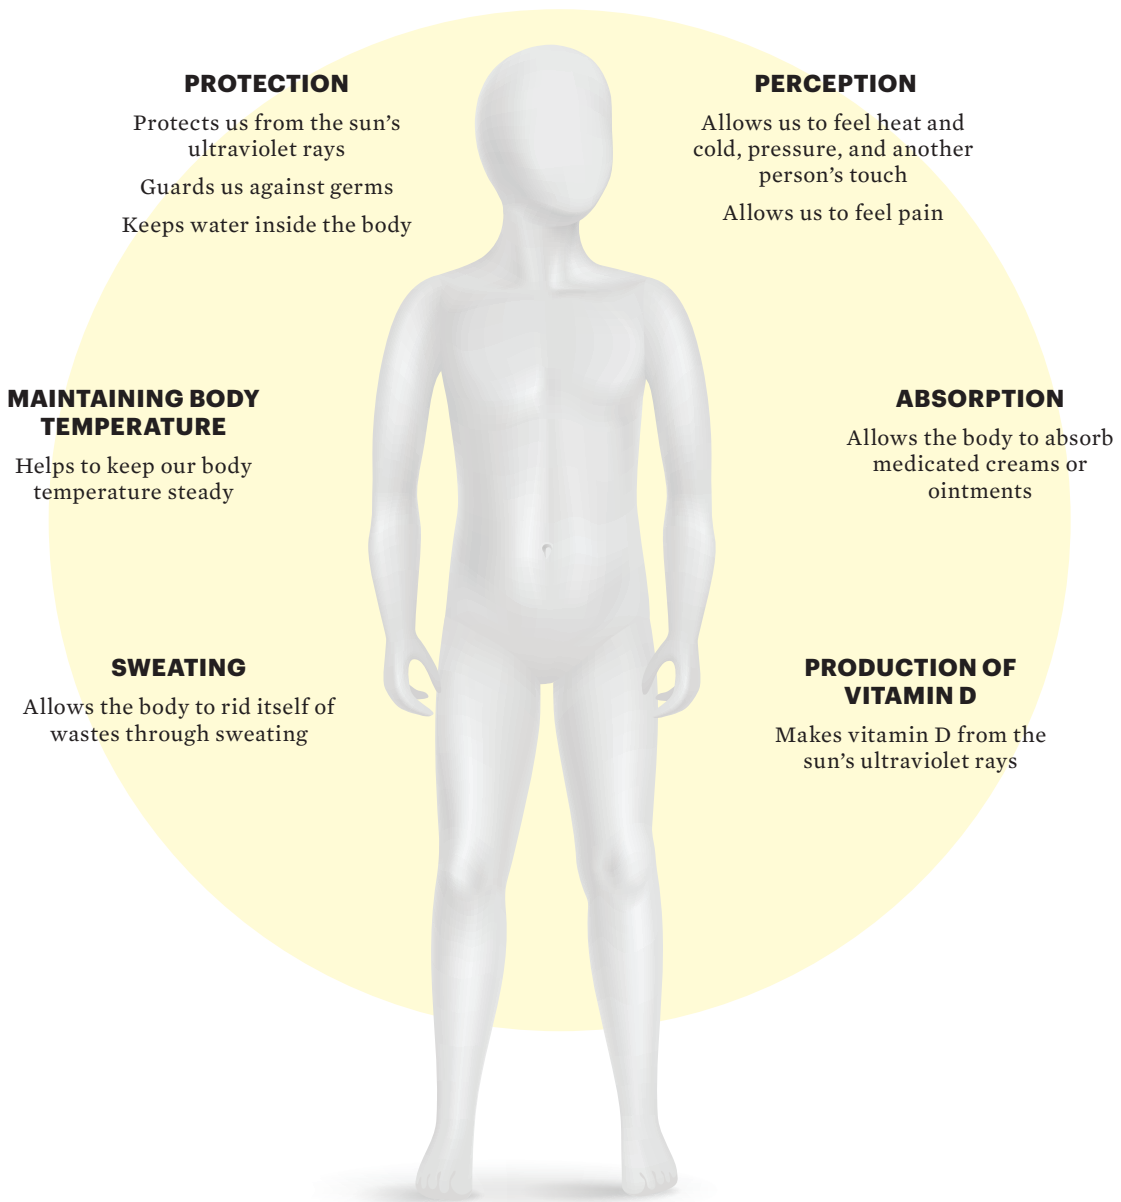 PROTECTION
Protects us from the sun’s
ultraviolet rays
Guards us against germs
Keeps water inside the body
PERCEPTION
Allows us to feel heat and
cold, pressure, and another
person’s touch
Allows us to feel pain
MAINTAINING BODY
TEMPERATURE
Helps to keep our body
temperature steady
ABSORPTION
Allows the body to absorb
medicated creams or
ointments
SWEATING
Allows the body to rid itself of
wastes through sweating
PRODUCTION OF
VITAMIN D
Makes vitamin D from the
sun’s ultraviolet rays